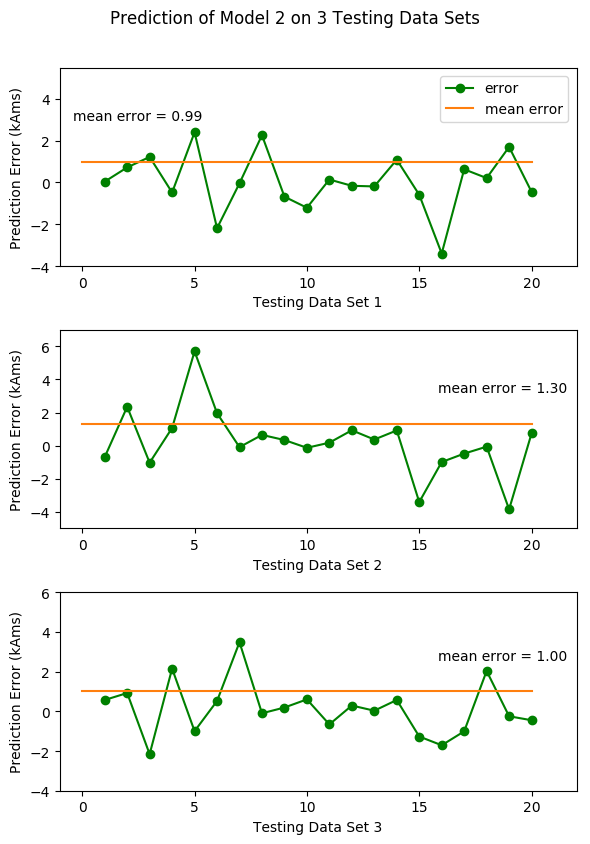 Prediction of Model 2 on 3 Testing Data Sets
Prediction Error (kAms)
4
2
0
−2
−4
mean error = 0.99
error
mean error
0
5
10
15
20
Testing Data Set 1
Prediction Error (kAms)
6
4
2
0
−2
−4
mean error = 1.30
0
5
10
15
20
Testing Data Set 2
Prediction Error (kAms)
6
4
2
0
−2
−4
mean error = 1.00
0
5
10
15
20
Testing Data Set 3